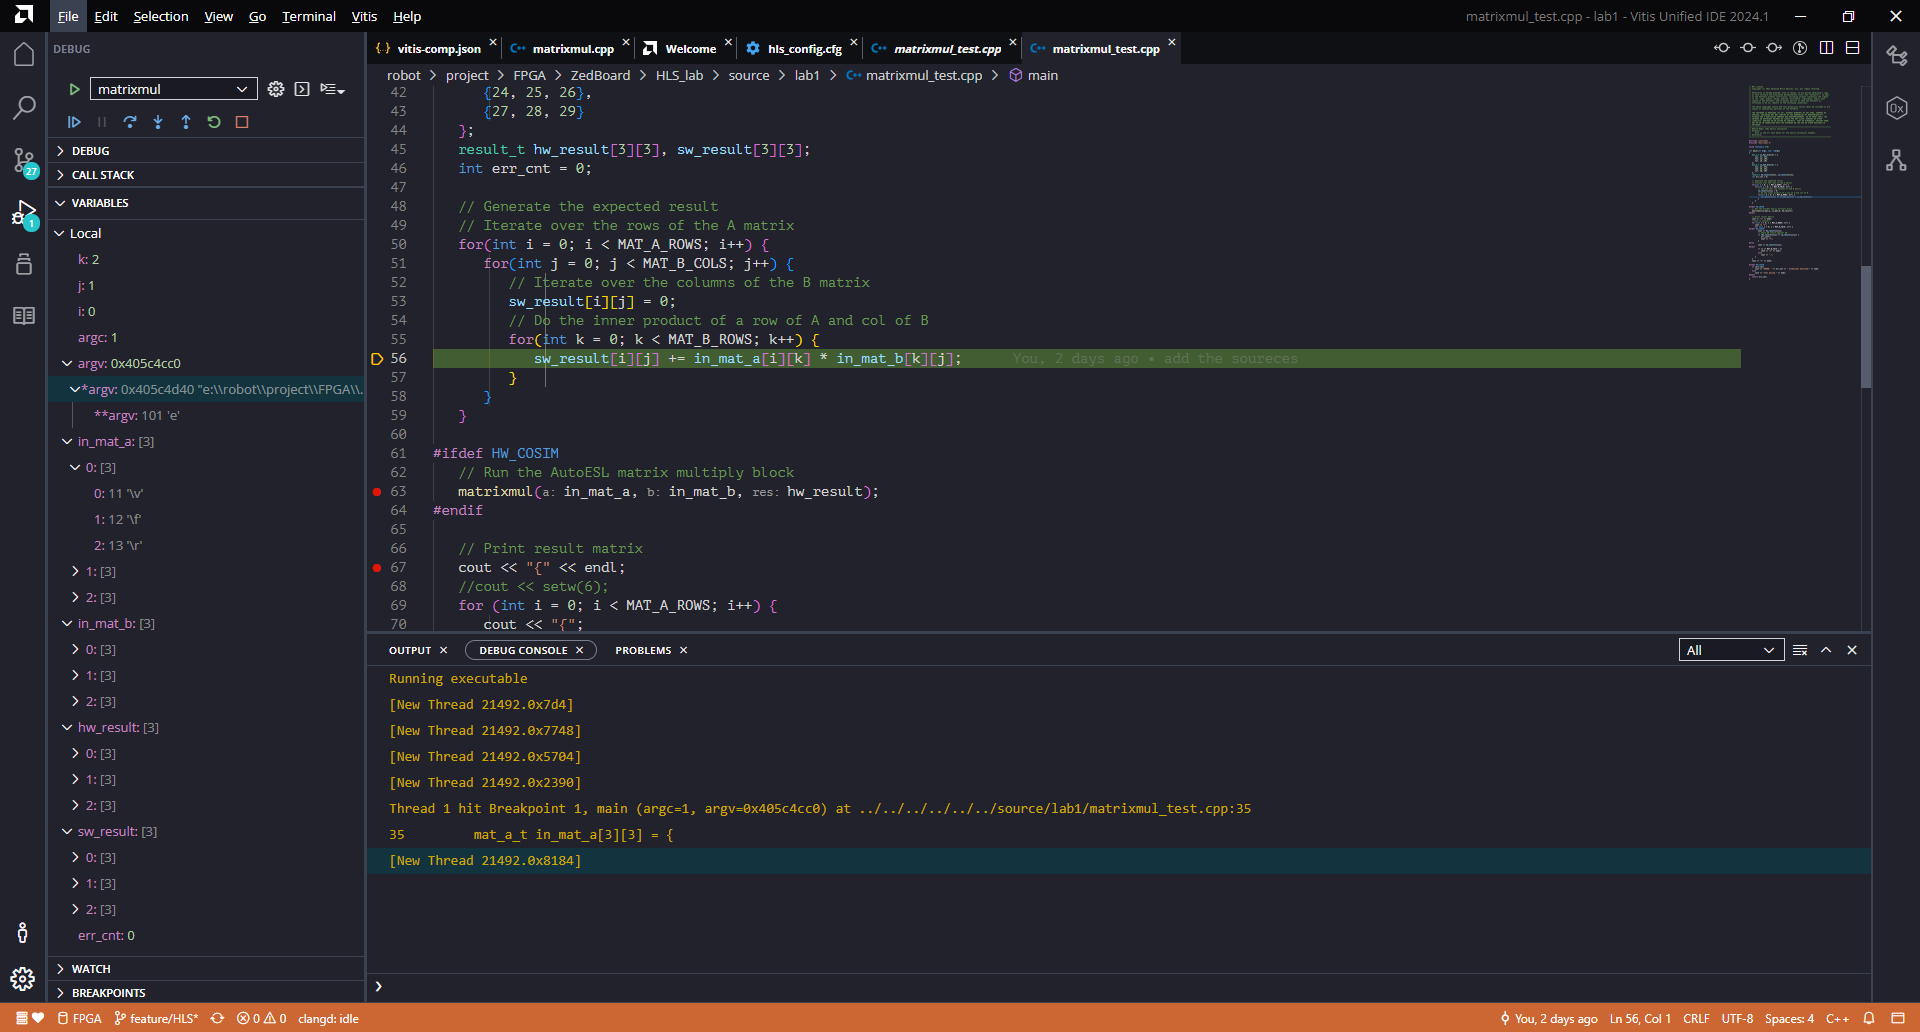 File Edit Selection View Go Terminal Vitis Help
matrixmul_test.cpp - lab1 - Vitis Unified IDE 2024.1
DEBUG
matrixmul
DEBUG
CALL STACK
VARIABLES
Local
k: 2
j: 1
i: 0
argc: 1
argv: 0x405c4cc0
*argv: 0x405c4d40 "e:\\robot\\project\\FPGA\\...
**argv: 101 'e'
in_mat_a: [3]
0: [3]
0: 11 '\v'
1: 12 '\f'
2: 13 '\r'
1: [3]
2: [3]
in_mat_b: [3]
0: [3]
1: [3]
2: [3]
hw_result: [3]
0: [3]
1: [3]
2: [3]
sw_result: [3]
0: [3]
1: [3]
2: [3]
err_cnt: 0
WATCH
BREAKPOINTS
27
1
vitis-comp.json matrixmul.cpp Welcome hls_config.cfg matrixmul_test.cpp matrixmul_test.cpp
robot > project > FPGA > ZedBoard > HLS_lab > source > lab1 > matrixmul_test.cpp > main
42 {24, 25, 26},
43 {27, 28, 29}
44 };
45 result_t hw_result[3][3], sw_result[3][3];
46 int err_cnt = 0;
47
48 // Generate the expected result
49 // Iterate over the rows of the A matrix
50 for(int i = 0; i < MAT_A_ROWS; i++) {
51 for(int j = 0; j < MAT_B_COLS; j++) {
52 // Iterate over the columns of the B matrix
53 sw_result[i][j] = 0;
54 // Do the inner product of a row of A and col of B
55 for(int k = 0; k < MAT_B_ROWS; k++) {
56 sw_result[i][j] += in_mat_a[i][k] * in_mat_b[k][j]; You, 2 days ago • add the soureces
57 }
58 }
59 }
60
61 #ifdef HW_COSIM
62 // Run the AutoESL matrix multiply block
63 matrixmul(a: in_mat_a, b: in_mat_b, res: hw_result);
64 #endif
65
66 // Print result matrix
67 cout << "{" << endl;
68 //cout << setw(6);
69 for (int i = 0; i < MAT_A_ROWS; i++) {
70 cout << "{";
0x
OUTPUT DEBUG CONSOLE PROBLEMS
All
Running executable
[New Thread 21492.0x7d4]
[New Thread 21492.0x7748]
[New Thread 21492.0x5704]
[New Thread 21492.0x2390]
Thread 1 hit Breakpoint 1, main (argc=1, argv=0x405c4cc0) at ../../../../../../source/lab1/matrixmul_test.cpp:35
35 mat_a_t in_mat_a[3][3] = {
[New Thread 21492.0x8184]
>
FPGA feature/HLS* 0 0 clangd: idle
You, 2 days ago Ln 56, Col 1 CRLF UTF-8 Spaces: 4 C++